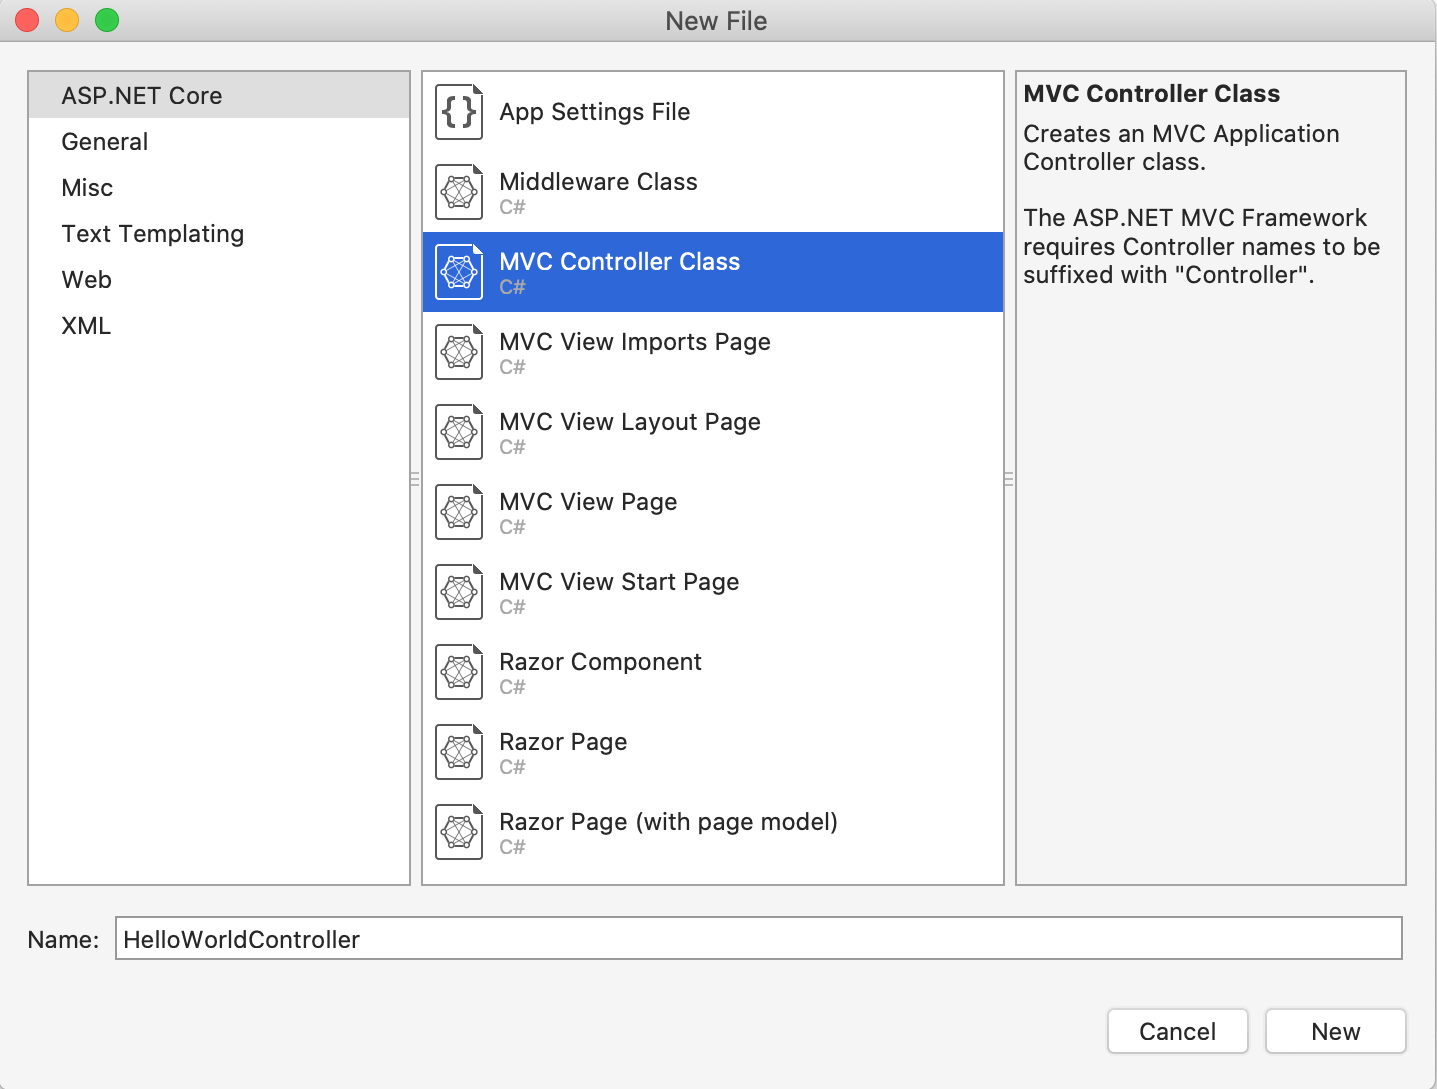 New File
ASP.NET Core
General
Misc
Text Templating
Web
XML
{}
App Settings File
Middleware Class
C#
MVC Controller Class
C#
MVC View Imports Page
C#
MVC View Layout Page
C#
MVC View Page
C#
MVC View Start Page
C#
Razor Component
C#
Razor Page
C#
Razor Page (with page model)
C#
MVC Controller Class
Creates an MVC Application
Controller class.
The ASP.NET MVC Framework
requires Controller names to be
suffixed with "Controller".
Name: HelloWorldController
Cancel New